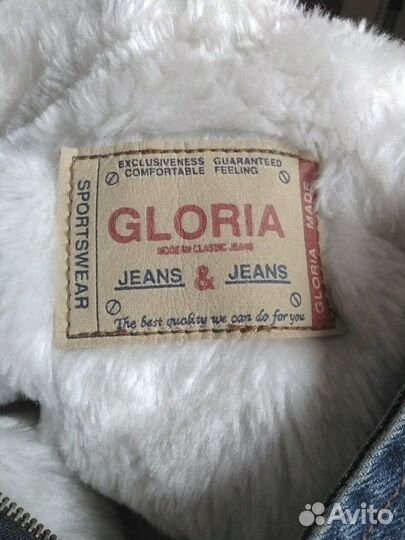 EXCLUSIVENESS GUARANTEED
COMFORTABLE FEELING
SPORTSWEAR
GLORIA
MODERN CLASSIC JEANS
JEANS & JEANS
The best quality we can do for you
GLORIA MADE
Avito